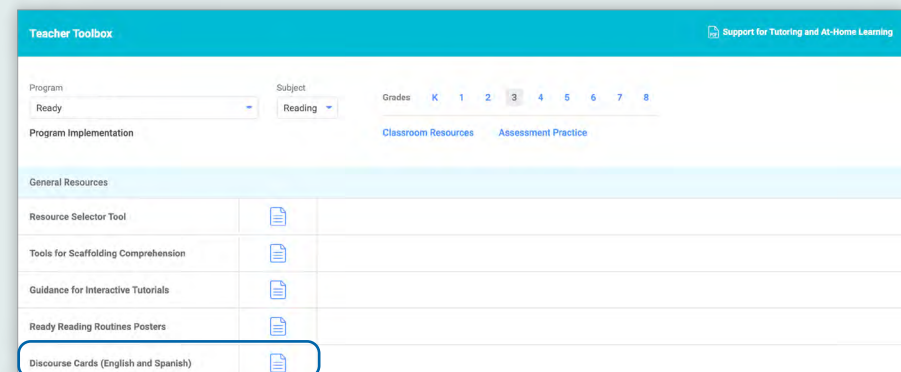 Teacher Toolbox
PDF Support for Tutoring and At-Home Learning
Program
Subject
Ready
Reading
Grades K 1 2 3 4 5 6 7 8
Program Implementation
Classroom Resources Assessment Practice
General Resources
Resource Selector Tool
Tools for Scaffolding Comprehension
Guidance for Interactive Tutorials
Ready Reading Routines Posters
Discourse Cards (English and Spanish)